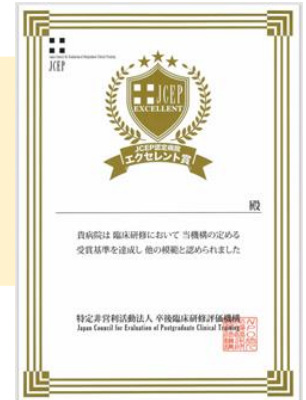 JCEP
JCEP
EXCELLENT
JCEP認定病院
エクセレント賞
殿
貴病院は 臨床研修において 当機構の定める
受賞基準を達成し 他の模範と認められました
特定非営利活動法人 卒後臨床研修評価機構
Japan Council for Evaluation of Postgraduate Clinical Training